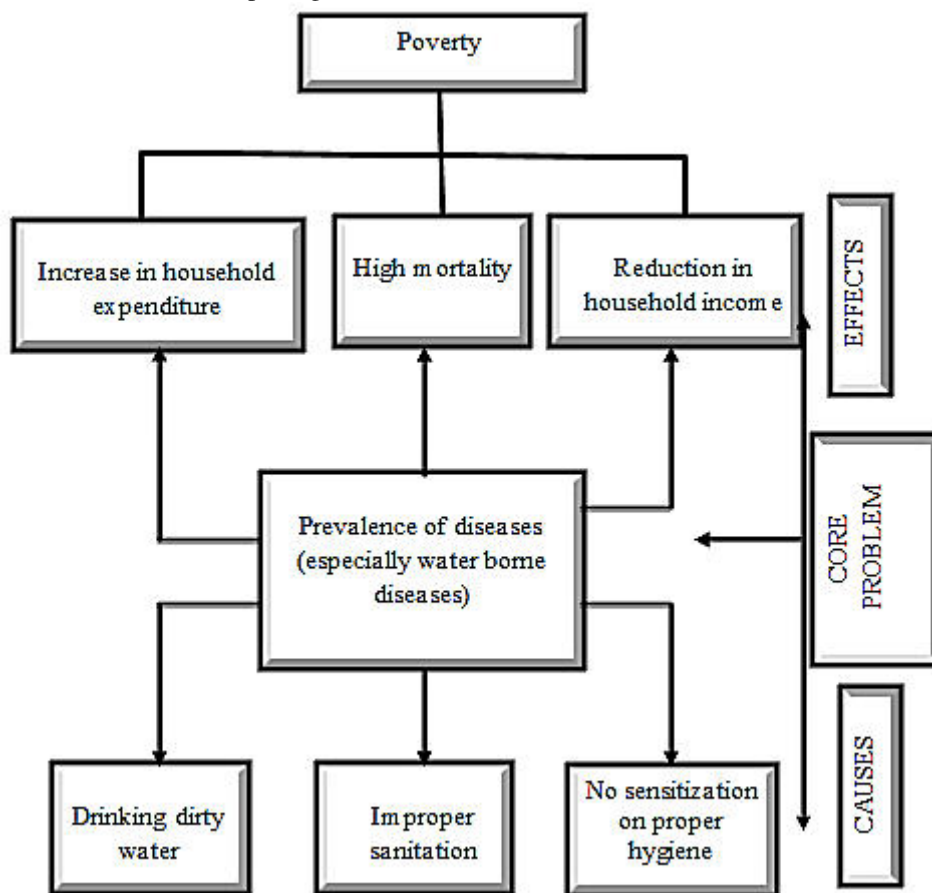 Poverty
Increase in household
expenditure
High mortality
Reduction in
household income
EFFECTS
Prevalence of diseases
(especially water borne
diseases)
CORE
PROBLEM
Drinking dirty
water
Improper
sanitation
No sensitization
on proper
hygiene
CAUSES